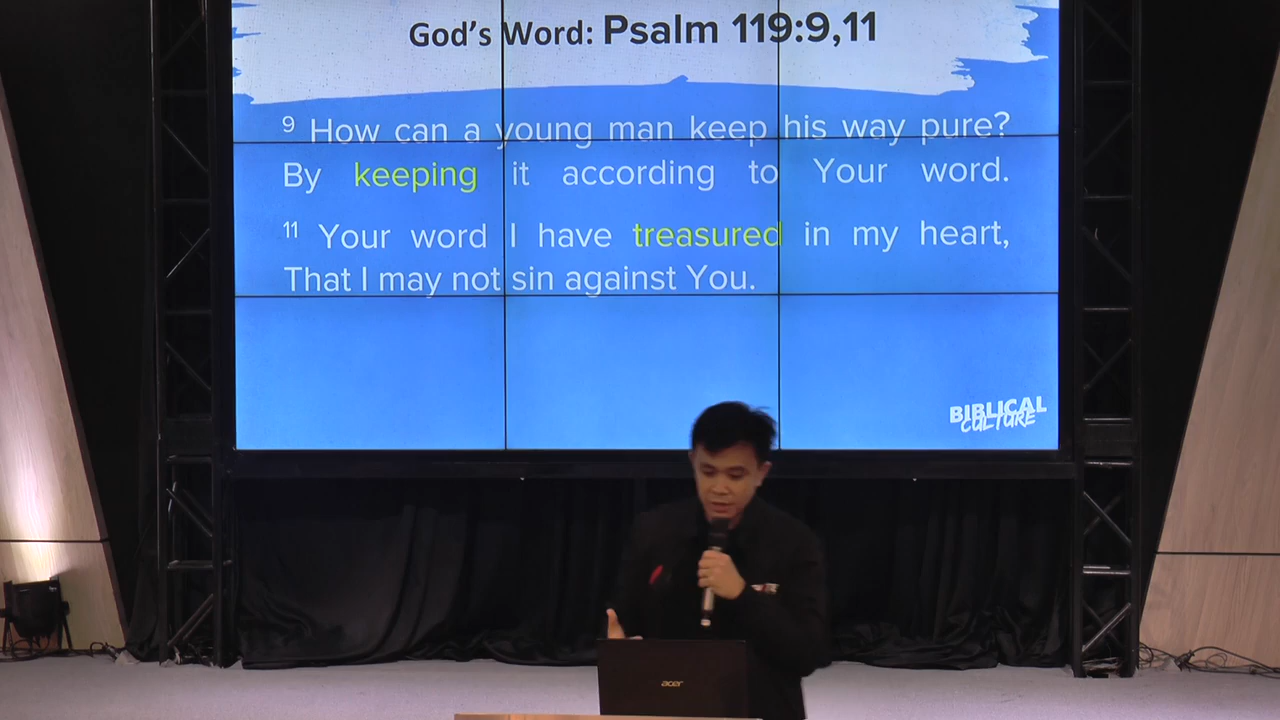 God's Word: Psalm 119:9,11
9 How can a young man keep his way pure?
By keeping it according to Your word.
11 Your word I have treasured in my heart,
That I may not sin against You.
BIBLICAL
CULTURE
acer